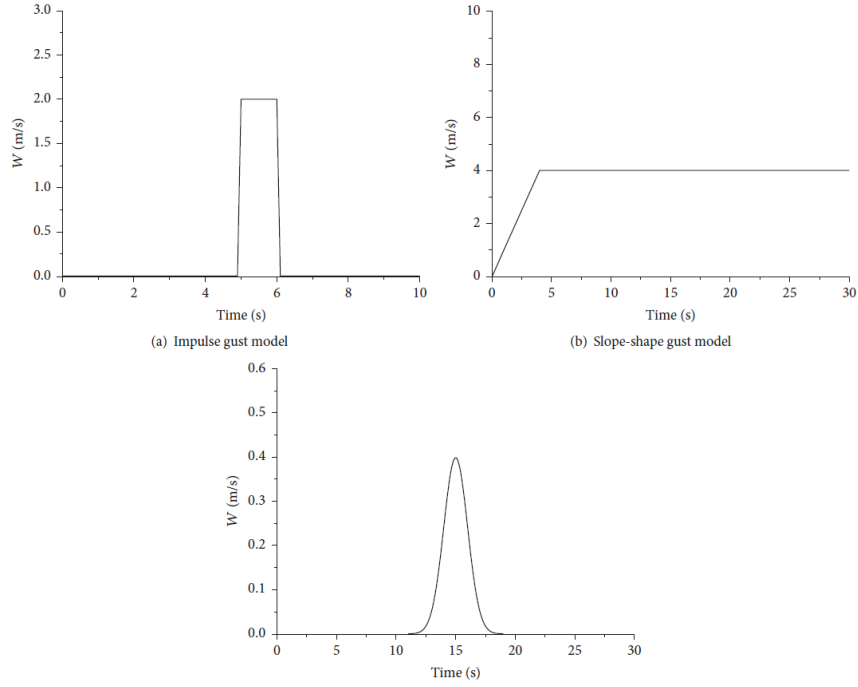 3.0
2.5
2.0
1.5
1.0
0.5
0.0
W (m/s)
0 2 4 6 8 10
Time (s)
(a) Impulse gust model
10
8
6
4
2
0
W (m/s)
0 5 10 15 20 25 30
Time (s)
(b) Slope-shape gust model
0.6
0.5
0.4
0.3
0.2
0.1
0.0
W (m/s)
0 5 10 15 20 25 30
Time (s)